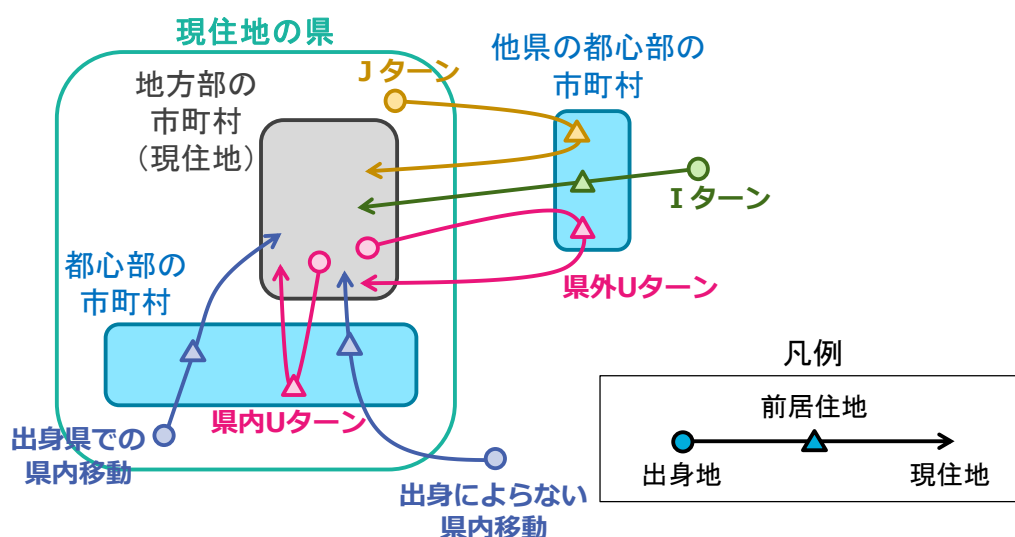 現住地の県
他県の都心部の
市町村
Jターン
地方部の
市町村
（現住地）
Iターン
都心部の
市町村
県外Uターン
県内Uターン
出身県での
県内移動
出身によらない
県内移動
凡例
前居住地
出身地
現住地